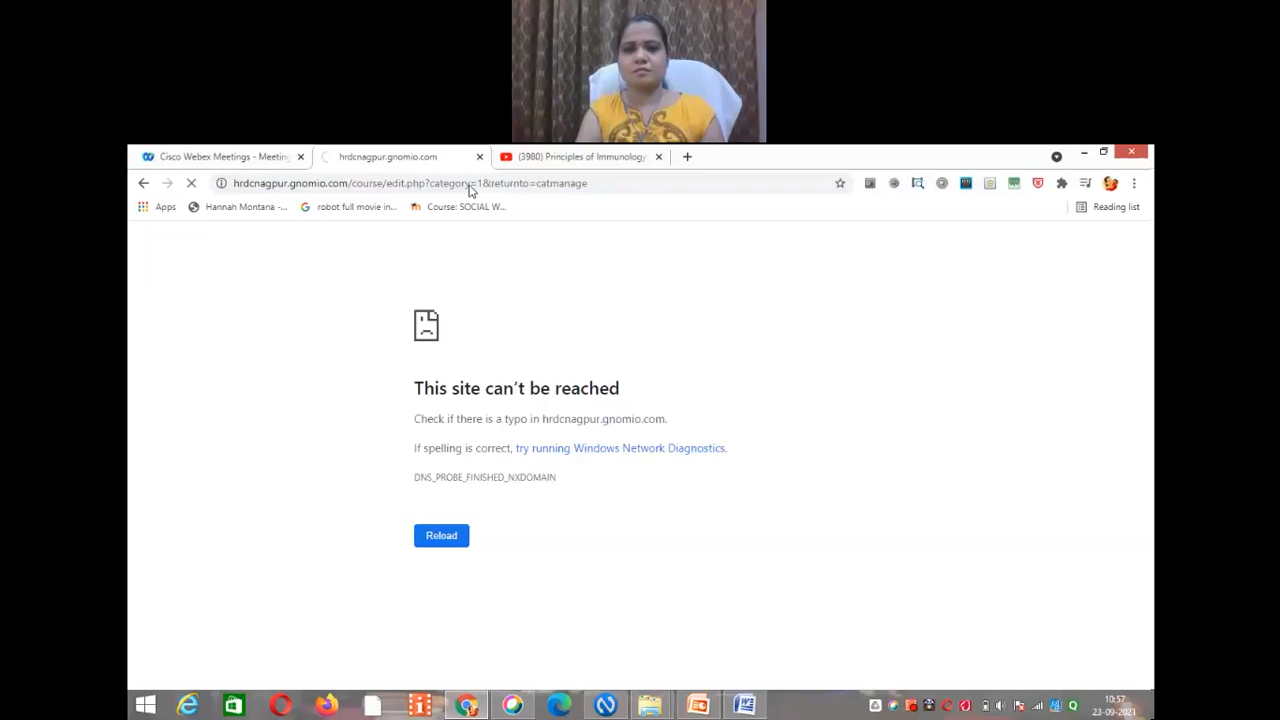 Cisco Webex Meetings - Meeting
hrdcnagpur.gnomio.com
(3980) Principles of Immunology
hrdcnagpur.gnomio.com/course/edit.php?category=1&returnto=catmanage
Apps
Hannah Montana -...
robot full movie in...
Course: SOCIAL W...
Reading list
This site can't be reached
Check if there is a typo in hrdcnagpur.gnomio.com.
If spelling is correct, try running Windows Network Diagnostics.
DNS_PROBE_FINISHED_NXDOMAIN
Reload
10:57
23-09-2021